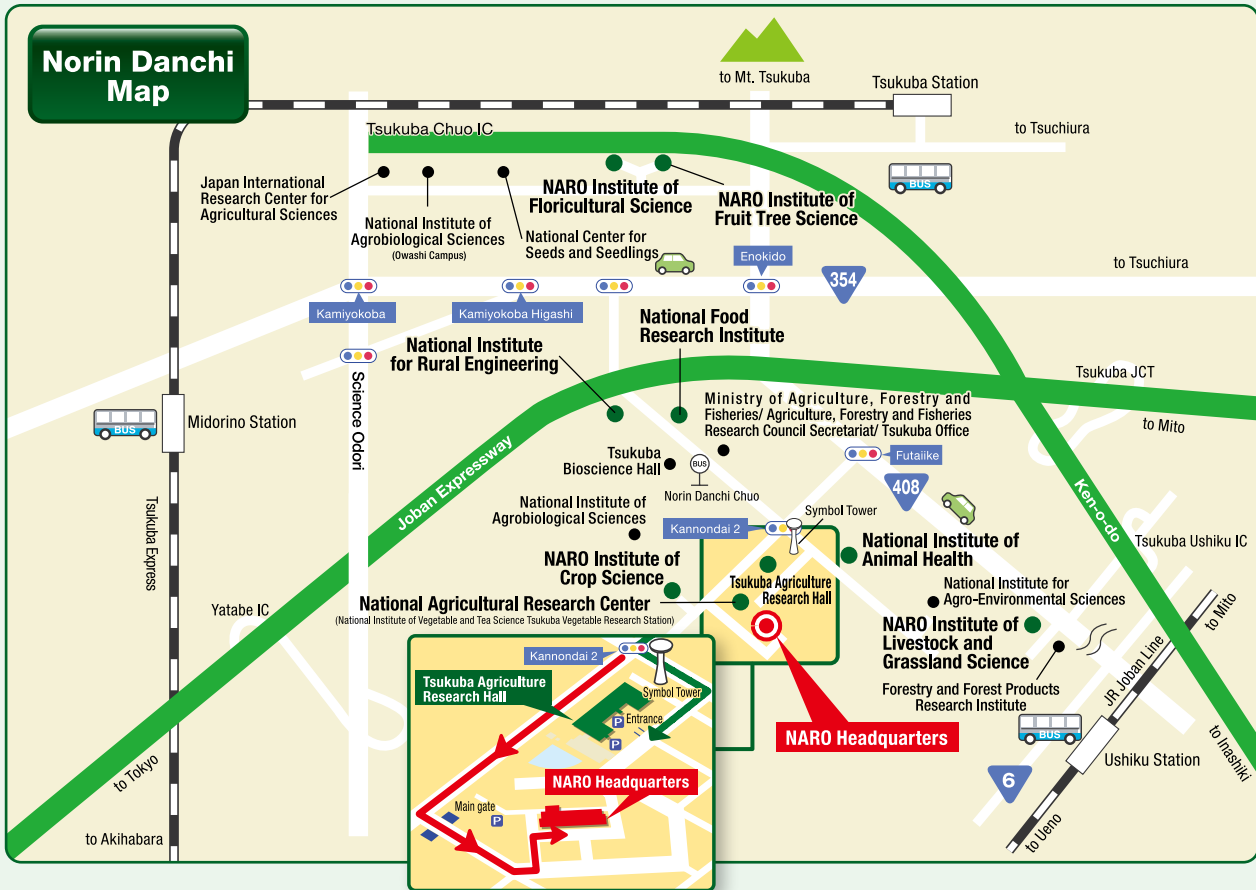 Norin Danchi
Map
to Mt. Tsukuba
Tsukuba Station
to Tsuchiura
Tsukuba Chuo IC
BUS
Japan International
Research Center for
Agricultural Sciences
National Institute of
Agrobiological Sciences
(Owashi Campus)
National Center for
Seeds and Seedlings
NARO Institute of
Floricultural Science
NARO Institute of
Fruit Tree Science
Enokido
354
to Tsuchiura
Kamiyokoba
Kamiyokoba Higashi
National Food
Research Institute
National Institute
for Rural Engineering
Science Odori
Tsukuba JCT
to Mito
BUS
Midorino Station
Ministry of Agriculture, Forestry and
Fisheries/ Agriculture, Forestry and Fisheries
Research Council Secretariat/ Tsukuba Office
Tsukuba
Bioscience Hall
BUS
Norin Danchi Chuo
Futaiike
408
Joban Expressway
Ken-o-do
Tsukuba Express
National Institute of
Agrobiological Sciences
Kannondai 2
Symbol Tower
National Institute of
Animal Health
Tsukuba Ushiku IC
NARO Institute of
Crop Science
Tsukuba Agriculture
Research Hall
National Institute for
Agro-Environmental Sciences
Yatabe IC
National Agricultural Research Center
(National Institute of Vegetable and Tea Science Tsukuba Vegetable Research Station)
NARO Institute of
Livestock and
Grassland Science
to Mito
JR Joban Line
Forestry and Forest Products
Research Institute
BUS
NARO Headquarters
Ushiku Station
to Inashiki
6
to Ueno
Kannondai 2
Tsukuba Agriculture
Research Hall
Symbol Tower
P
Entrance
P
NARO Headquarters
Main gate
P
to Tokyo
to Akihabara